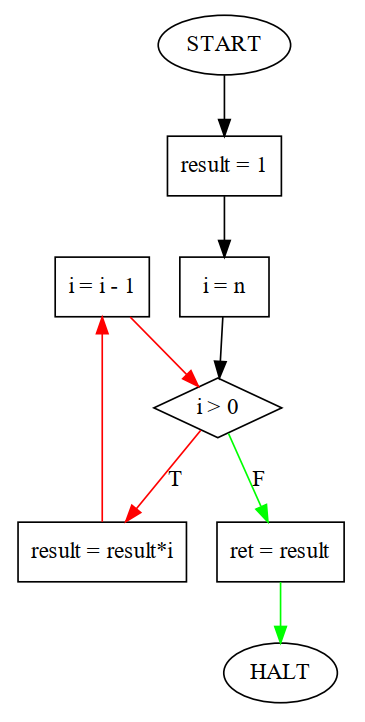 START
result = 1
i = i - 1
i = n
i > 0
T
F
result = result*i
ret = result
HALT